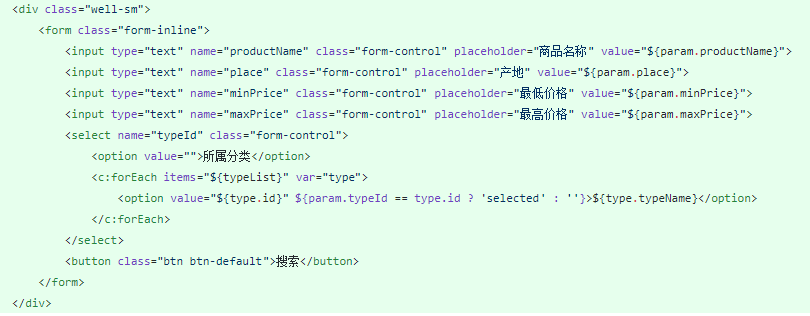 <div class="well-sm">
    <form class="form-inline">
        <input type="text" name="productName" class="form-control" placeholder="商品名称" value="${param.productName}">
        <input type="text" name="place" class="form-control" placeholder="产地" value="${param.place}">
        <input type="text" name="minPrice" class="form-control" placeholder="最低价格" value="${param.minPrice}">
        <input type="text" name="maxPrice" class="form-control" placeholder="最高价格" value="${param.maxPrice}">
        <select name="typeId" class="form-control">
            <option value="">所属分类</option>
            <c:forEach items="${typeList}" var="type">
                <option value="${type.id}" ${param.typeId == type.id ? 'selected' : ''}>${type.typeName}</option>
            </c:forEach>
        </select>
        <button class="btn btn-default">搜索</button>
    </form>
</div>